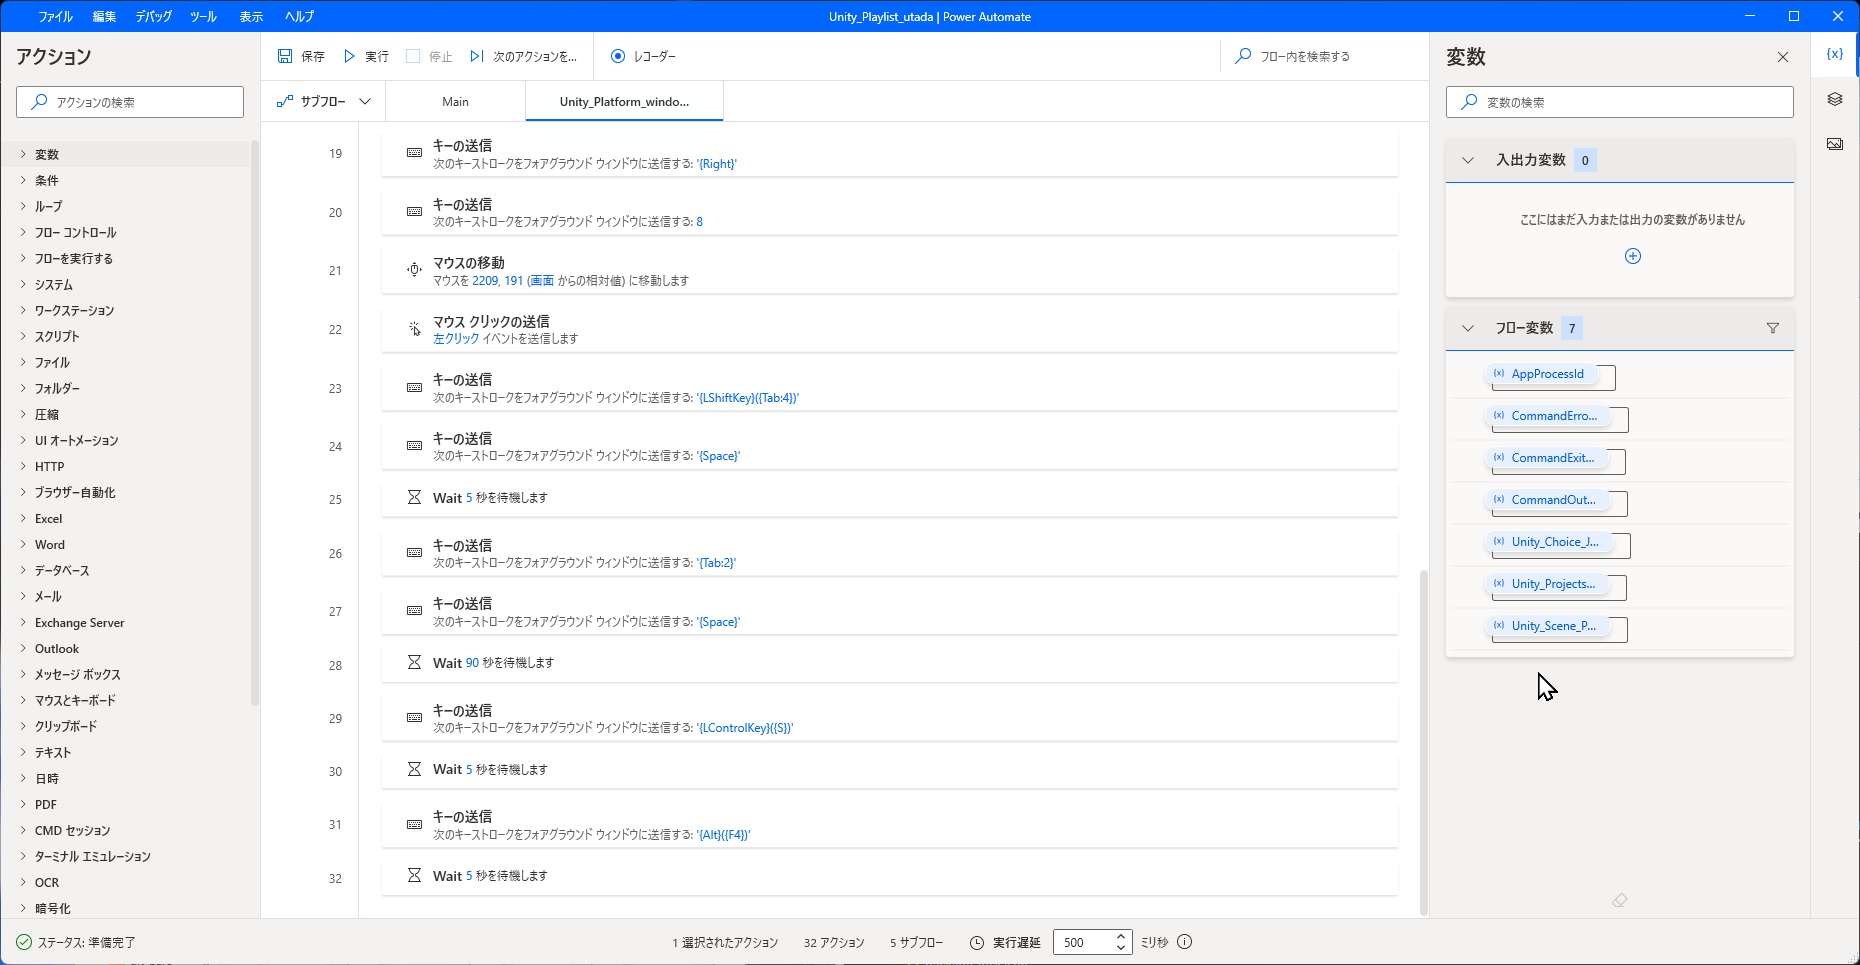 ファイル 編集 デバッグ ツール 表示 ヘルプ
Unity_Playlist_utada | Power Automate
アクション
アクションの検索
変数
条件
ループ
フロー コントロール
フローを実行する
システム
ワークステーション
スクリプト
ファイル
フォルダー
圧縮
UI オートメーション
HTTP
ブラウザー自動化
Excel
Word
データベース
メール
Exchange Server
Outlook
メッセージ ボックス
マウスとキーボード
クリップボード
テキスト
日時
PDF
CMD セッション
ターミナル エミュレーション
OCR
暗号化
保存 実行 停止 次のアクションを... レコーダー
フロー内を検索する
サブフロー Main Unity_Platform_windo...
19 キーの送信
次のキーストロークをフォアグラウンド ウィンドウに送信する: '{Right}'
20 キーの送信
次のキーストロークをフォアグラウンド ウィンドウに送信する: 8
21 マウスの移動
マウスを 2209, 191 (画面 からの相対値) に移動します
22 マウス クリックの送信
左クリック イベントを送信します
23 キーの送信
次のキーストロークをフォアグラウンド ウィンドウに送信する: '{LShiftKey}({Tab:4})'
24 キーの送信
次のキーストロークをフォアグラウンド ウィンドウに送信する: '{Space}'
25 Wait 5 秒を待機します
26 キーの送信
次のキーストロークをフォアグラウンド ウィンドウに送信する: '{Tab:2}'
27 キーの送信
次のキーストロークをフォアグラウンド ウィンドウに送信する: '{Space}'
28 Wait 90 秒を待機します
29 キーの送信
次のキーストロークをフォアグラウンド ウィンドウに送信する: '{LControlKey}({S})'
30 Wait 5 秒を待機します
31 キーの送信
次のキーストロークをフォアグラウンド ウィンドウに送信する: '{Alt}({F4})'
32 Wait 5 秒を待機します
変数
変数の検索
入出力変数 0
ここにはまだ入力または出力の変数がありません
フロー変数 7
(x) AppProcessId
(x) CommandErro...
(x) CommandExit...
(x) CommandOut...
(x) Unity_Choice_J...
(x) Unity_Projects...
(x) Unity_Scene_P...
{x}
ステータス: 準備完了
1 選択されたアクション 32 アクション 5 サブフロー 実行遅延 500 ミリ秒